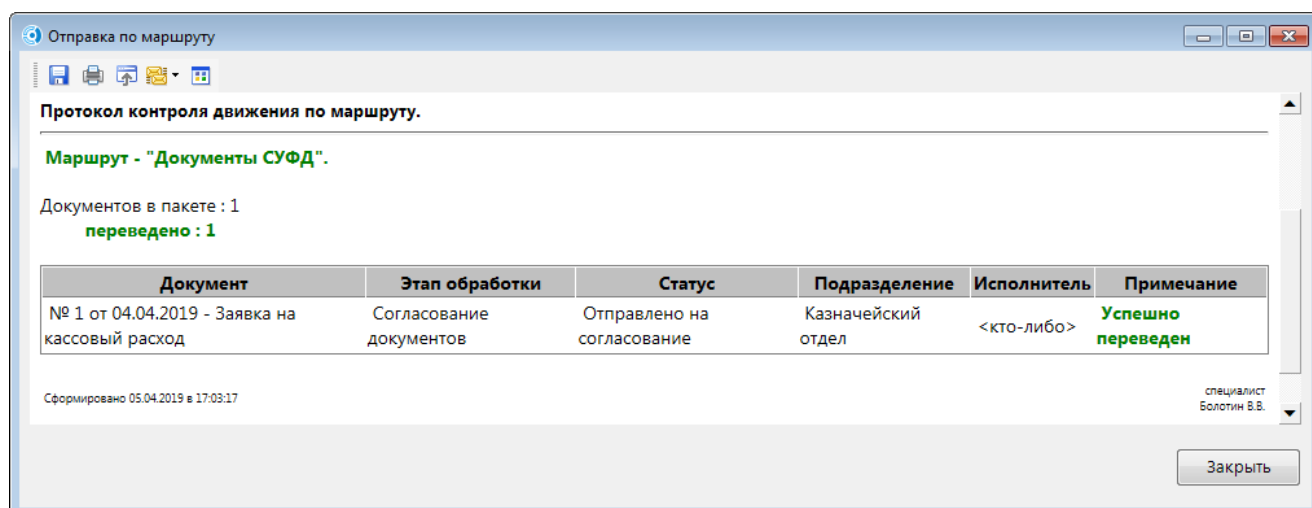 Отправка по маршруту
Протокол контроля движения по маршруту.
Маршрут - "Документы СУФД".
Документов в пакете : 1
переведено : 1
Документ Этап обработки Статус Подразделение Исполнитель Примечание
№ 1 от 04.04.2019 - Заявка на Согласование Отправлено на Казначейский <кто-либо> Успешно
кассовый расход документов согласование отдел переведен
Сформировано 05.04.2019 в 17:03:17
специалист
Болотин В.В.
Закрыть